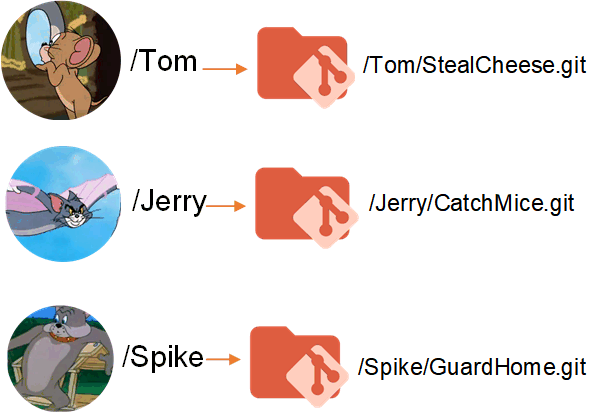 /Tom
/Tom/StealCheese.git
/Jerry
/Jerry/CatchMice.git
/Spike
/Spike/GuardHome.git